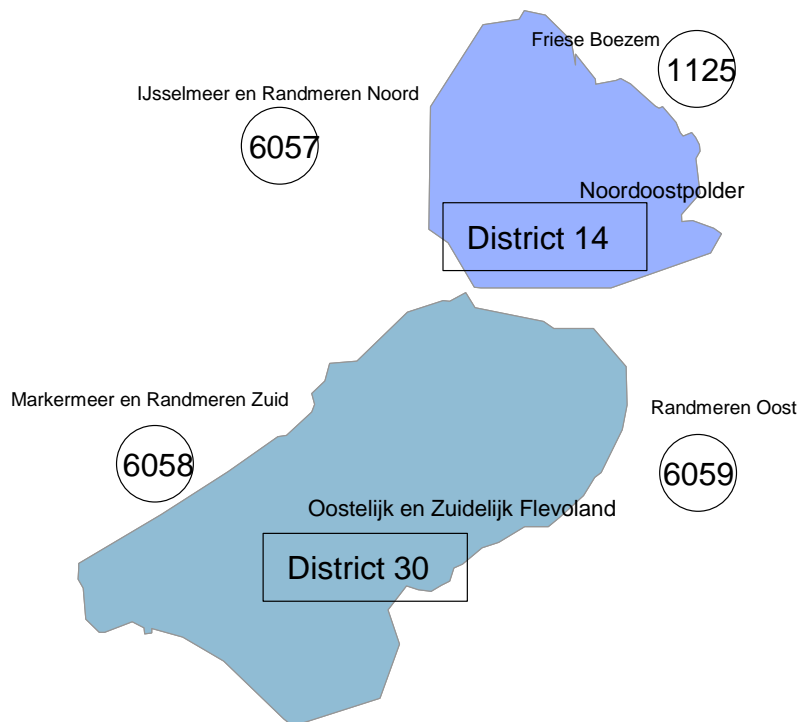 Friese Boezem
1125
IJsselmeer en Randmeren Noord
6057
Noordoostpolder
District 14
Markermeer en Randmeren Zuid
6058
Randmeren Oost
6059
Oostelijk en Zuidelijk Flevoland
District 30